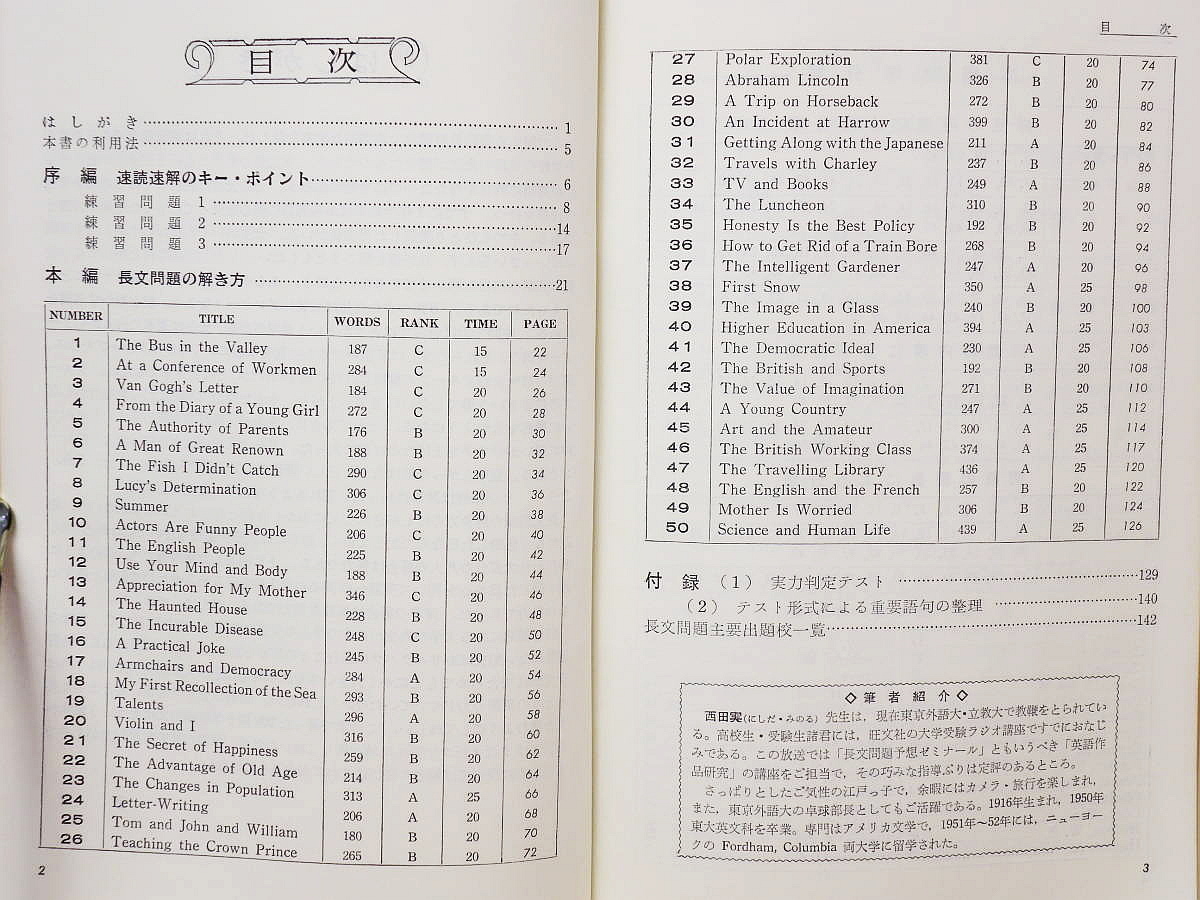 目 次
は し が き 1
本書の利用法 5
序 編 速読速解のキー・ポイント 6
練 習 問 題 1 8
練 習 問 題 2 14
練 習 問 題 3 17
本 編 長文問題の解き方 21
NUMBER TITLE WORDS RANK TIME PAGE
1 The Bus in the Valley 187 C 15 22
2 At a Conference of Workmen 284 C 15 24
3 Van Gogh's Letter 184 C 20 26
4 From the Diary of a Young Girl 272 C 20 28
5 The Authority of Parents 176 B 20 30
6 A Man of Great Renown 188 B 20 32
7 The Fish I Didn't Catch 290 C 20 34
8 Lucy's Determination 306 C 20 36
9 Summer 226 B 20 38
10 Actors Are Funny People 206 C 20 40
11 The English People 225 B 20 42
12 Use Your Mind and Body 188 B 20 44
13 Appreciation for My Mother 346 C 20 46
14 The Haunted House 228 B 20 48
15 The Incurable Disease 248 C 20 50
16 A Practical Joke 245 B 20 52
17 Armchairs and Democracy 284 A 20 54
18 My First Recollection of the Sea 293 B 20 56
19 Talents 296 A 20 58
20 Violin and I 316 B 20 60
21 The Secret of Happiness 259 B 20 62
22 The Advantage of Old Age 214 B 20 64
23 The Changes in Population 313 A 25 66
24 Letter-Writing 206 A 20 68
25 Tom and John and William 180 B 20 70
26 Teaching the Crown Prince 265 B 20 72
2
目 次
27 Polar Exploration 381 C 20 74
28 Abraham Lincoln 326 B 20 77
29 A Trip on Horseback 272 B 20 80
30 An Incident at Harrow 399 B 20 82
31 Getting Along with the Japanese 211 A 20 84
32 Travels with Charley 237 B 20 86
33 TV and Books 249 A 20 88
34 The Luncheon 310 B 20 90
35 Honesty Is the Best Policy 192 B 20 92
36 How to Get Rid of a Train Bore 268 B 20 94
37 The Intelligent Gardener 247 A 20 96
38 First Snow 350 A 25 98
39 The Image in a Glass 240 B 20 100
40 Higher Education in America 394 A 25 103
41 The Democratic Ideal 230 A 25 106
42 The British and Sports 192 B 20 108
43 The Value of Imagination 271 B 20 110
44 A Young Country 247 A 25 112
45 Art and the Amateur 300 A 25 114
46 The British Working Class 374 A 25 117
47 The Travelling Library 436 A 25 120
48 The English and the French 257 B 20 122
49 Mother Is Worried 306 B 20 124
50 Science and Human Life 439 A 25 126
付 録 (1) 実力判定テスト 129
(2) テスト形式による重要語句の整理 140
長文問題主要出題校一覧 142
◇筆者紹介◇
西田実(にしだ・みのる)先生は，現在東京外語大・立教大で教鞭をとられてい
る。高校生・受験生諸君には，旺文社の大学受験ラジオ講座ですでにおなじ
みである。この放送では「長文問題予想ゼミナール」ともいうべき「英語作
品研究」の講座をご担当で，その巧みな指導ぶりは定評のあるところ。
さっぱりとしたご気性の江戸っ子で，余暇にはカメラ・旅行を楽しまれ，
また，東京外語大の卓球部長としてもご活躍である。1916年生まれ，1950年
東大英文科を卒業。専門はアメリカ文学で，1951年～52年には，ニューヨー
クの Fordham, Columbia 両大学に留学された。
3